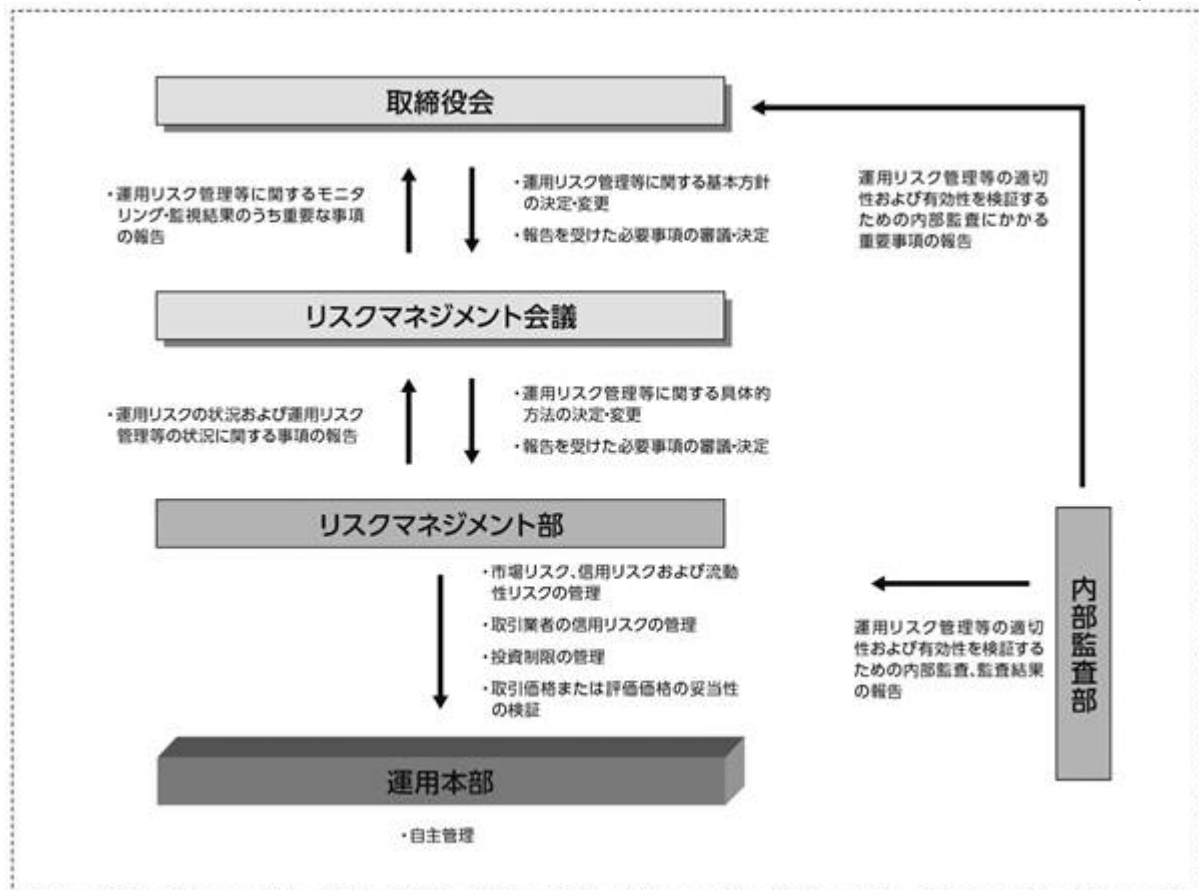 取締役会
・運用リスク管理等に関するモニタ
リング・監視結果のうち重要な事項
の報告
・運用リスク管理等に関する基本方針
の決定・変更
・報告を受けた必要事項の審議・決定
運用リスク管理等の適切
性および有効性を検証す
るための内部監査にかかる
重要事項の報告
リスクマネジメント会議
・運用リスクの状況および運用リスク
管理等の状況に関する事項の報告
・運用リスク管理等に関する具体的
方法の決定・変更
・報告を受けた必要事項の審議・決定
リスクマネジメント部
・市場リスク、信用リスクおよび流動
性リスクの管理
・取引業者の信用リスクの管理
・投資制限の管理
・取引価格または評価価格の妥当性
の検証
運用リスク管理等の適切
性および有効性を検証する
ための内部監査、監査結果
の報告
内部監査部
運用本部
・自主管理